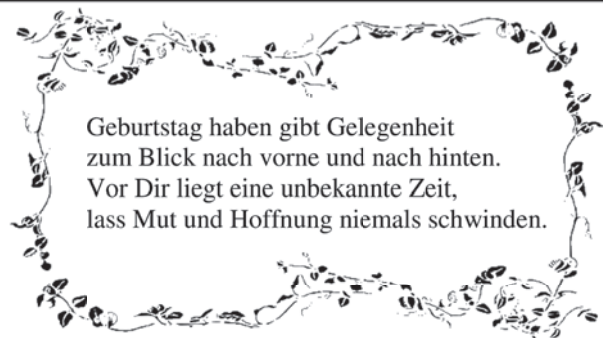 Geburtstag haben gibt Gelegenheit
zum Blick nach vorne und nach hinten.
Vor Dir liegt eine unbekannte Zeit,
lass Mut und Hoffnung niemals schwinden.